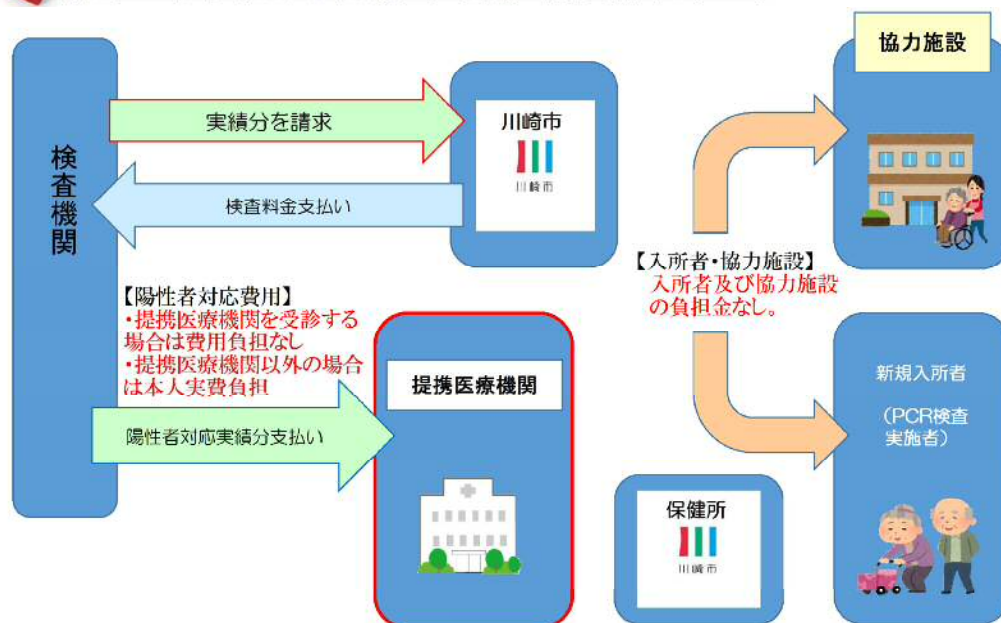 検査機関
実績分を請求
検査料金支払い
川崎市
川崎市
協力施設
【入所者・協力施設】
入所者及び協力施設
の負担金なし。
【陽性者対応費用】
・提携医療機関を受診する
場合は費用負担なし
・提携医療機関以外の場合
は本人実費負担
陽性者対応実績分支払い
提携医療機関
保健所
川崎市
新規入所者
（PCR検査
実施者）